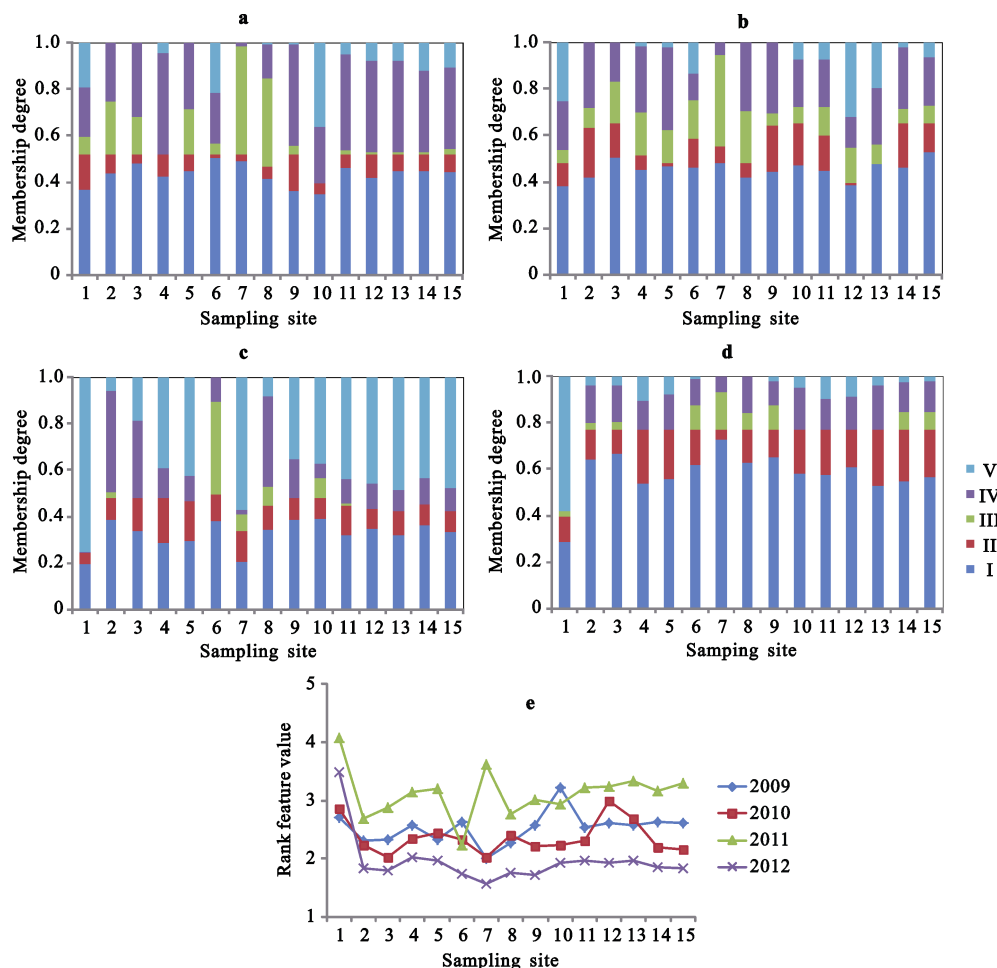 a
b
1.0
0.8
0.6
0.4
0.2
0
Membership degree
1 2 3 4 5 6 7 8 9 10 11 12 13 14 15
Sampling site
1.0
0.8
0.6
0.4
0.2
0
Membership degree
1 2 3 4 5 6 7 8 9 10 11 12 13 14 15
Sampling site
c
d
1.0
0.8
0.6
0.4
0.2
0
Membership degree
1 2 3 4 5 6 7 8 9 10 11 12 13 14 15
Sampling site
1.0
0.8
0.6
0.4
0.2
0
Membership degree
1 2 3 4 5 6 7 8 9 10 11 12 13 14 15
Samping site
V
IV
III
II
I
e
5
4
3
2
1
Rank feature value
1 2 3 4 5 6 7 8 9 10 11 12 13 14 15
Sampling site
2009
2010
2011
2012